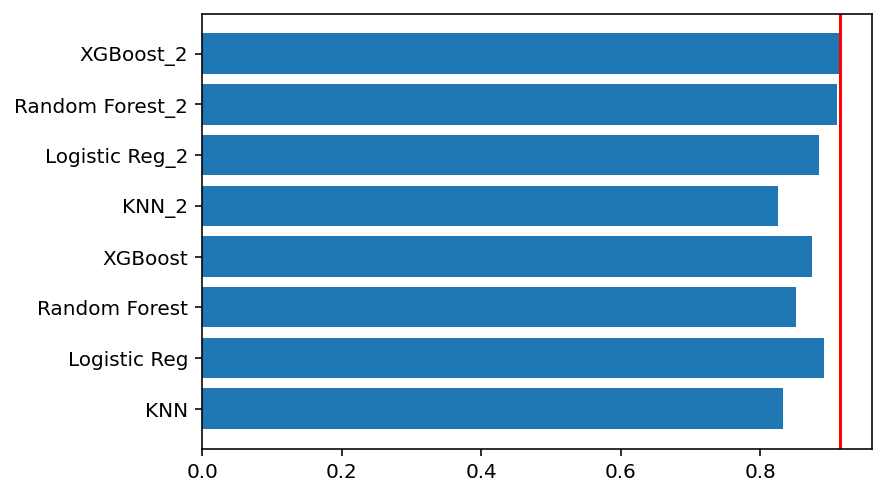 XGBoost_2
Random Forest_2
Logistic Reg_2
KNN_2
XGBoost
Random Forest
Logistic Reg
KNN
0.0 0.2 0.4 0.6 0.8